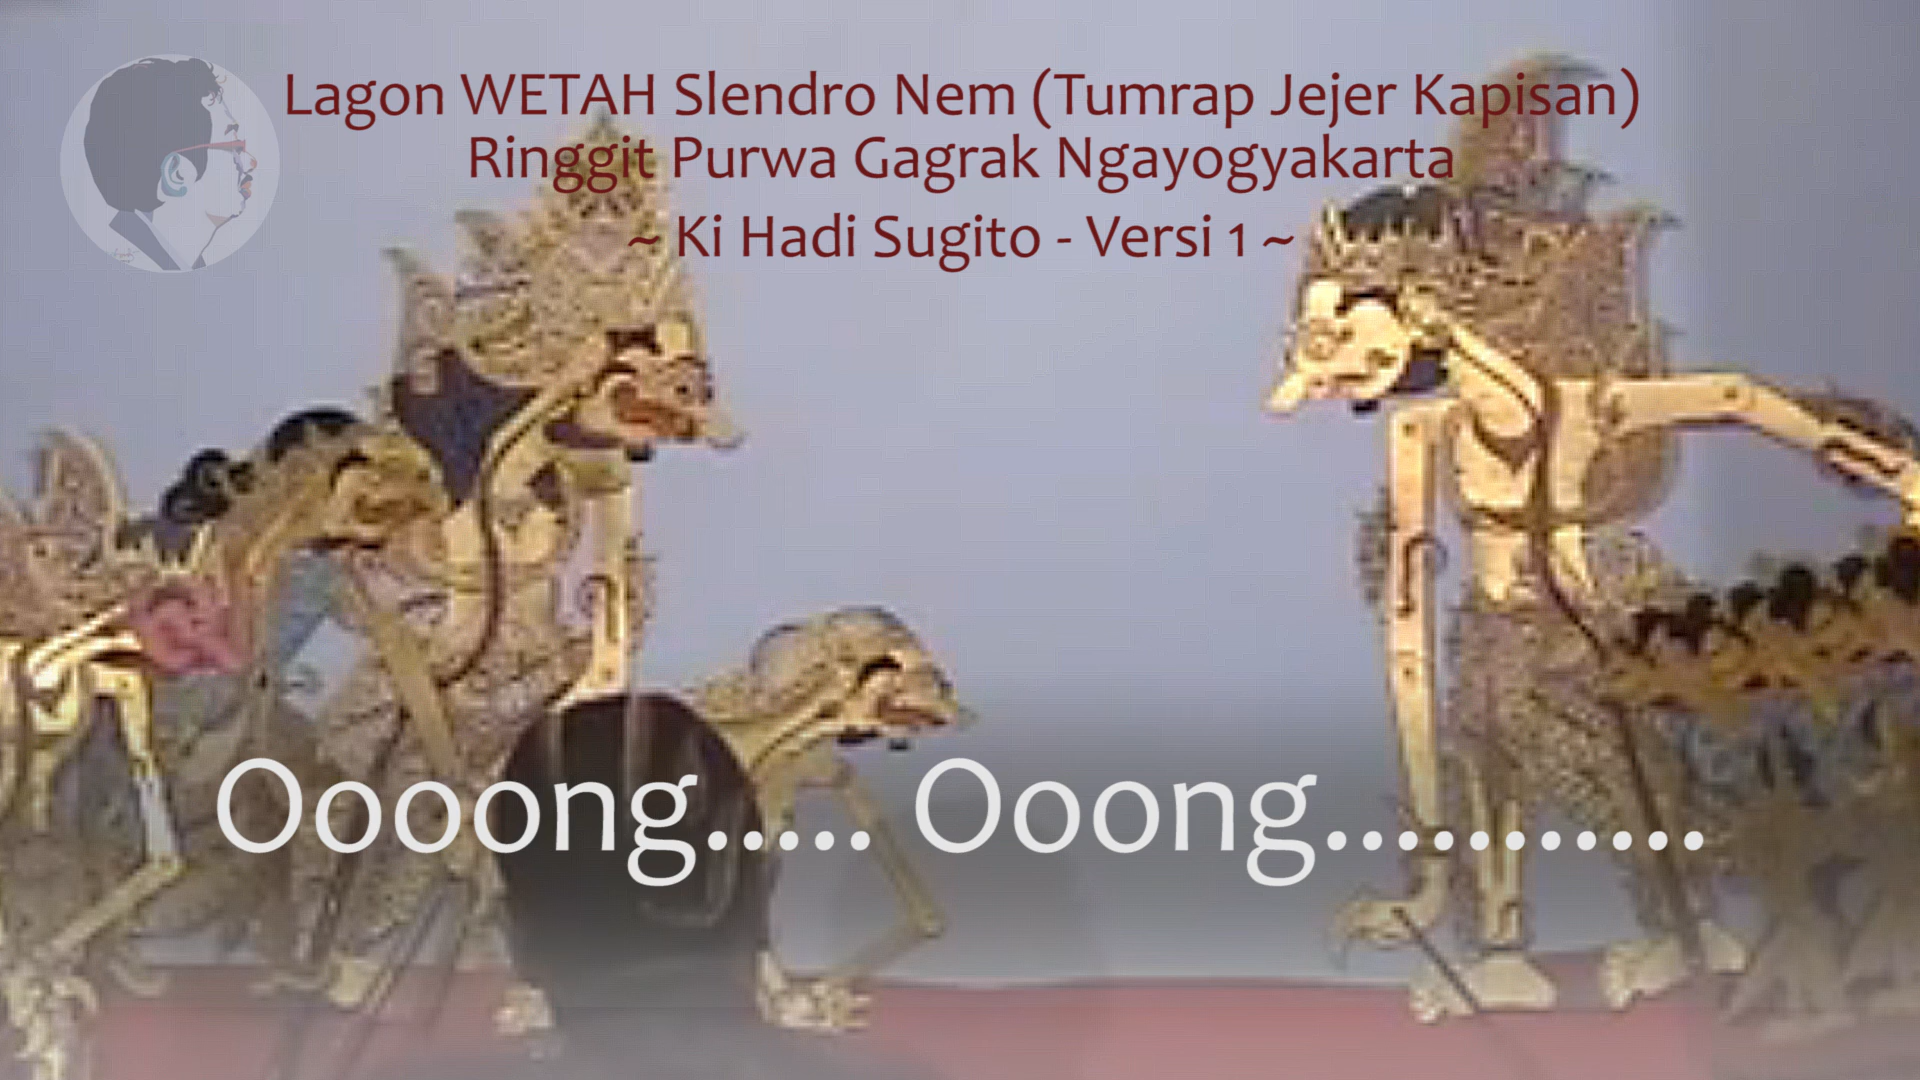 Lagon WETAH Slendro Nem (Tumrap Jejer Kapisan)
Ringgit Purwa Gagrak Ngayogyakarta
~ Ki Hadi Sugito - Versi 1 ~
Oooong..... Ooong...........